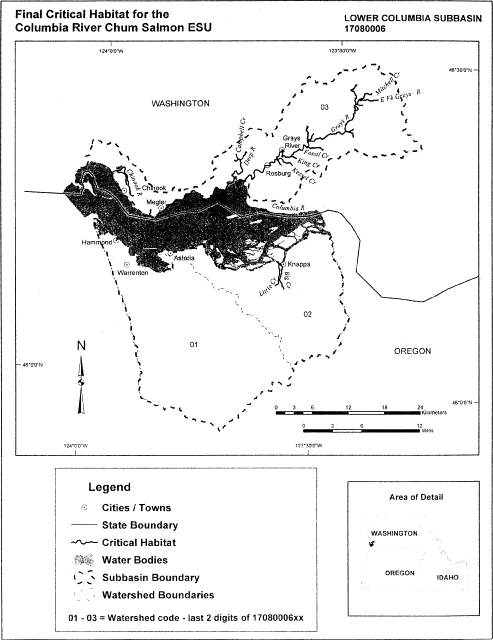 Final Critical Habitat for the
Columbia River Chum Salmon ESU
LOWER COLUMBIA SUBBASIN
17080006
124°0'0"W
123°30'0"W
46°30'0"N
WASHINGTON
03
Mitchell Cr
E Fk Grays R
Grays R
Campbell Cr
Deep R
Grays
River
Fossil Cr
King Cr
Rosburg
Chinook R
Chinook
Megler
Columbia R
Hammond
Astoria
Warrenton
Knappa
Big Cr
02
01
OREGON
N
46°0'0"N
46°0'0"N
0 3 6 12 18 24
Kilometers
0 3 6 12
Miles
124°0'0"W
123°30'0"W
Legend
Cities / Towns
State Boundary
Critical Habitat
Water Bodies
Subbasin Boundary
Watershed Boundaries
01 - 03 = Watershed code - last 2 digits of 17080006xx
Area of Detail
WASHINGTON
OREGON
IDAHO